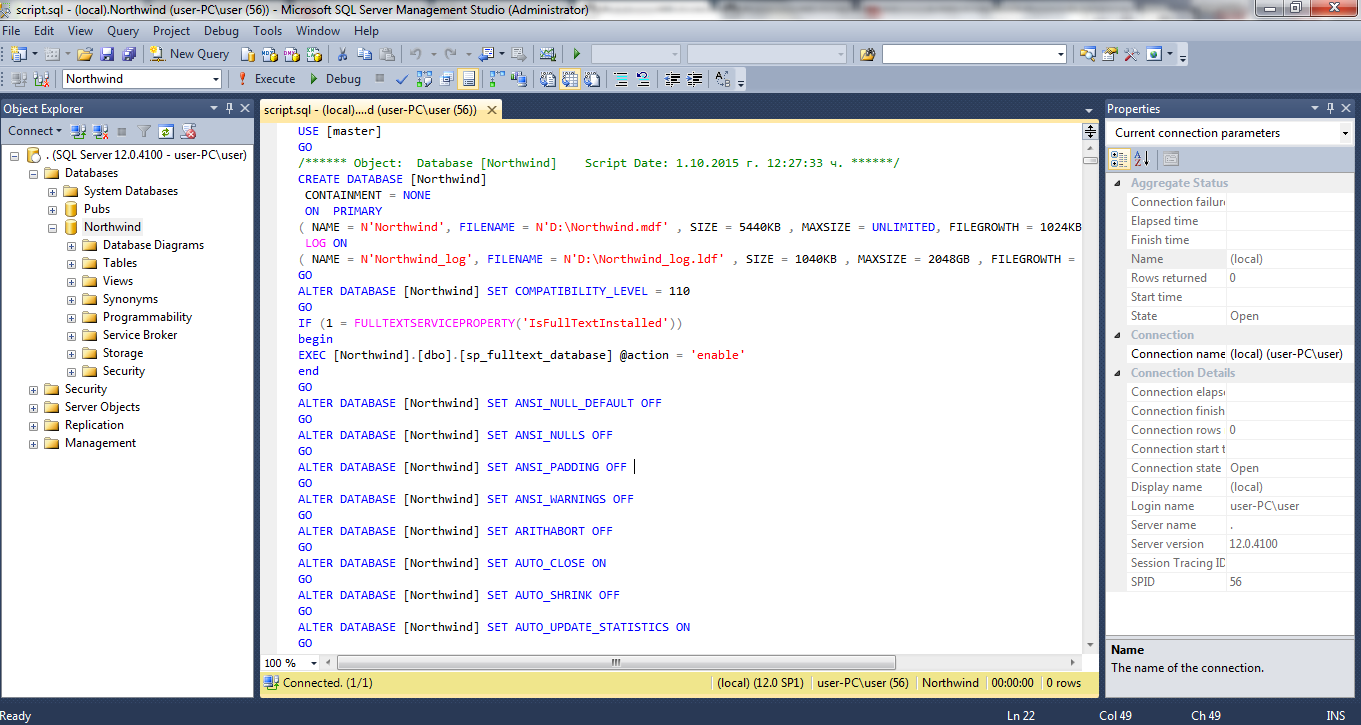 script.sql - (local).Northwind (user-PC\user (56)) - Microsoft SQL Server Management Studio (Administrator)
File Edit View Query Project Debug Tools Window Help
New Query
Northwind
Execute
Debug
Object Explorer
Connect
. (SQL Server 12.0.4100 - user-PC\user)
Databases
System Databases
Pubs
Northwind
Database Diagrams
Tables
Views
Synonyms
Programmability
Service Broker
Storage
Security
Security
Server Objects
Replication
Management
script.sql - (local)....d (user-PC\user (56))
USE [master]
GO
/****** Object:  Database [Northwind]    Script Date: 1.10.2015 г. 12:27:33 ч. ******/
CREATE DATABASE [Northwind]
CONTAINMENT = NONE
ON  PRIMARY
( NAME = N'Northwind', FILENAME = N'D:\Northwind.mdf' , SIZE = 5440KB , MAXSIZE = UNLIMITED, FILEGROWTH = 1024KB
LOG ON
( NAME = N'Northwind_log', FILENAME = N'D:\Northwind_log.ldf' , SIZE = 1040KB , MAXSIZE = 2048GB , FILEGROWTH =
GO
ALTER DATABASE [Northwind] SET COMPATIBILITY_LEVEL = 110
GO
IF (1 = FULLTEXTSERVICEPROPERTY('IsFullTextInstalled'))
begin
EXEC [Northwind].[dbo].[sp_fulltext_database] @action = 'enable'
end
GO
ALTER DATABASE [Northwind] SET ANSI_NULL_DEFAULT OFF
GO
ALTER DATABASE [Northwind] SET ANSI_NULLS OFF
GO
ALTER DATABASE [Northwind] SET ANSI_PADDING OFF
GO
ALTER DATABASE [Northwind] SET ANSI_WARNINGS OFF
GO
ALTER DATABASE [Northwind] SET ARITHABORT OFF
GO
ALTER DATABASE [Northwind] SET AUTO_CLOSE ON
GO
ALTER DATABASE [Northwind] SET AUTO_SHRINK OFF
GO
ALTER DATABASE [Northwind] SET AUTO_UPDATE_STATISTICS ON
GO
100 %
Connected. (1/1)
(local) (12.0 SP1)
user-PC\user (56)
Northwind
00:00:00
0 rows
Properties
Current connection parameters
Aggregate Status
Connection failure
Elapsed time
Finish time
Name (local)
Rows returned 0
Start time
State Open
Connection
Connection name (local) (user-PC\user)
Connection Details
Connection elaps
Connection finish
Connection rows 0
Connection start t
Connection state Open
Display name (local)
Login name user-PC\user
Server name .
Server version 12.0.4100
Session Tracing ID
SPID 56
Name
The name of the connection.
Ready
Ln 22
Col 49
Ch 49
INS